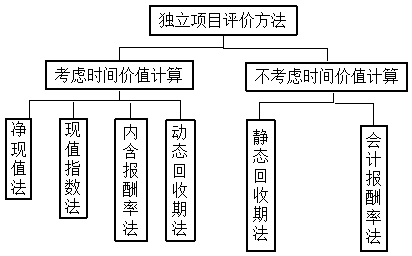 独立项目评价方法
考虑时间价值计算
不考虑时间价值计算
净现值法
现值指数法
内含报酬率法
动态回收期法
静态回收期法
会计报酬率法